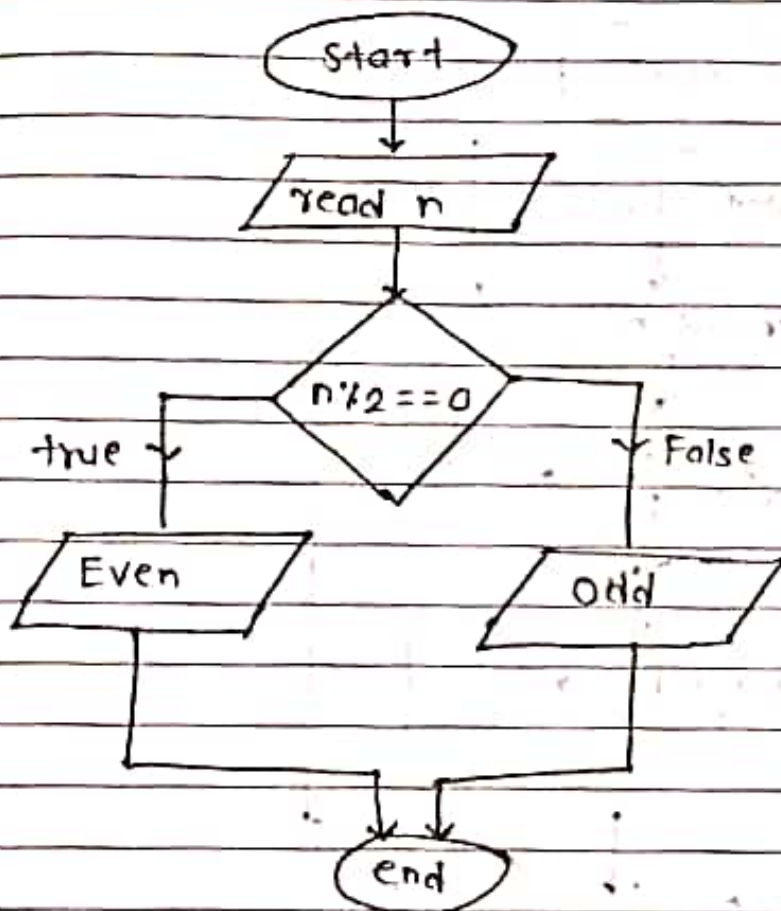 Start
read n
n%2==0
true
False
Even
Odd
end